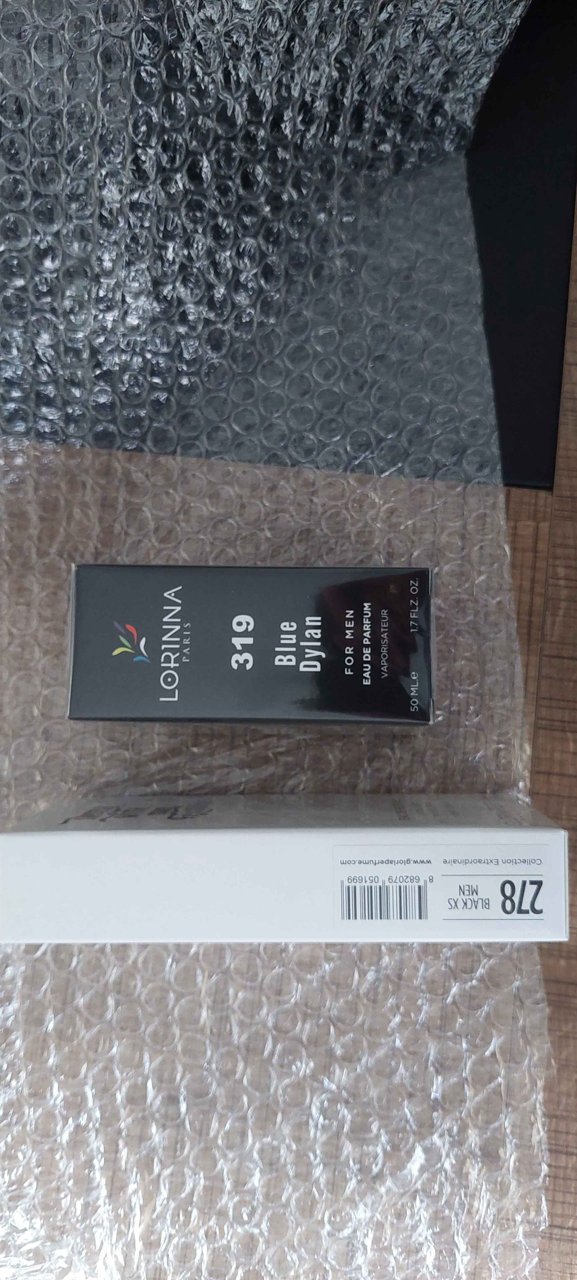 LORINNA
PARIS
319
Blue
Dylan
FOR MEN
EAU DE PARFUM
VAPORISATEUR
50 ML.e 1.7 FLZ. OZ.
278
BLACK XS
MEN
Collection Extraordinaire
www.gloriaperfume.com
8 682079 051699